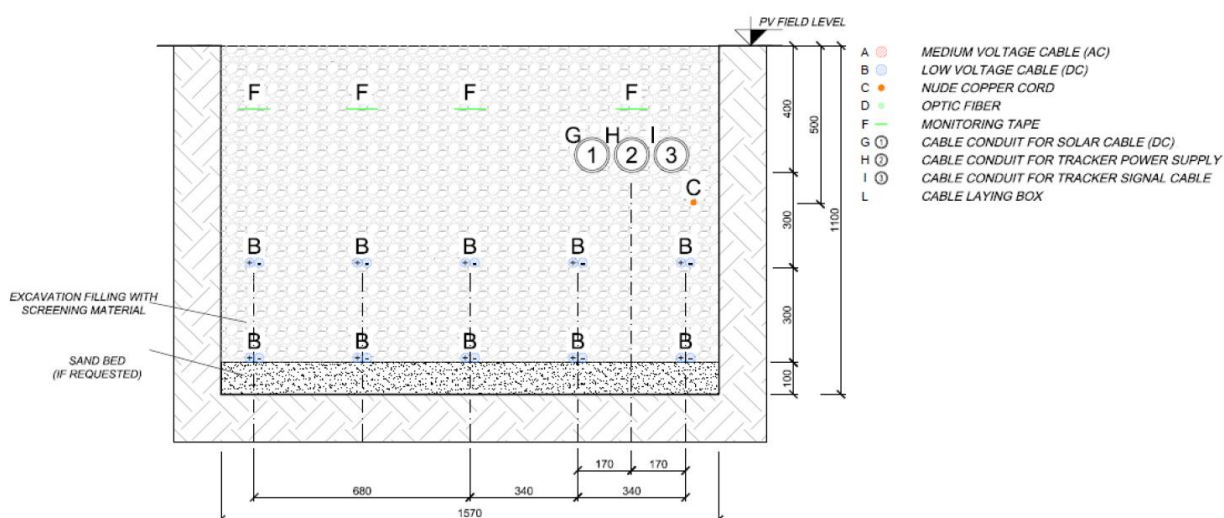 PV FIELD LEVEL
A MEDIUM VOLTAGE CABLE (AC)
B LOW VOLTAGE CABLE (DC)
C NUDE COPPER CORD
D OPTIC FIBER
F MONITORING TAPE
G 1 CABLE CONDUIT FOR SOLAR CABLE (DC)
H 2 CABLE CONDUIT FOR TRACKER POWER SUPPLY
I 3 CABLE CONDUIT FOR TRACKER SIGNAL CABLE
L CABLE LAYING BOX
F F F F
G 1 H 2 I 3
C
B B B B B
+ - + - + - + - + -
B B B B B
+ - + - + - + - + -
EXCAVATION FILLING WITH
SCREENING MATERIAL
SAND BED
(IF REQUESTED)
400
300
300
100
500
1100
170 170
680 340 340
1570